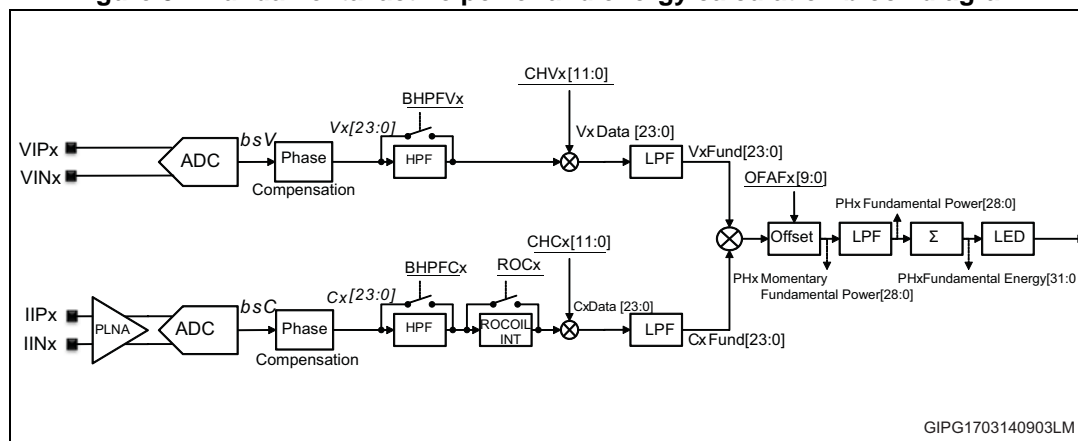 CHVx[11:0]
BHPFVx
bsV
Vx[23:0]
Vx Data [23:0]
VxFund[23:0]
VIPx
VINx
ADC
Phase
Compensation
HPF
LPF
OFAFx[9:0]
PHx Fundamental Power[28:0]
Offset
LPF
Σ
LED
PHx Momentary
Fundamental Power[28:0]
PHxFundamental Energy[31:0
CHCx[11:0]
BHPFCx
ROCx
bsC
Cx[23:0]
CxData [23:0]
IIPx
IINx
PLNA
ADC
Phase
Compensation
HPF
ROCOIL
INT
LPF
Cx Fund[23:0]
GIPG1703140903LM